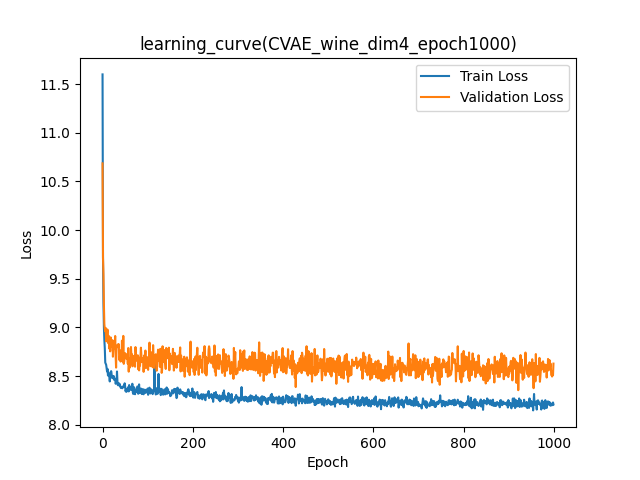 learning_curve(CVAE_wine_dim4_epoch1000)
Train Loss
Validation Loss
11.5
11.0
10.5
10.0
9.5
9.0
8.5
8.0
Loss
0 200 400 600 800 1000
Epoch